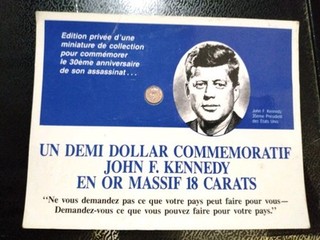 Edition privée d'une
miniature de collection
pour commémorer
le 30ème anniversaire
de son assassinat...
John F. Kennedy
35eme Président
des Etats Unis
UN DEMI DOLLAR COMMEMORATIF
JOHN F. KENNEDY
EN OR MASSIF 18 CARATS
"Ne vous demandez pas ce que votre pays peut faire pour vous—
Demandez-vous ce que vous pouvez faire pour votre pays."